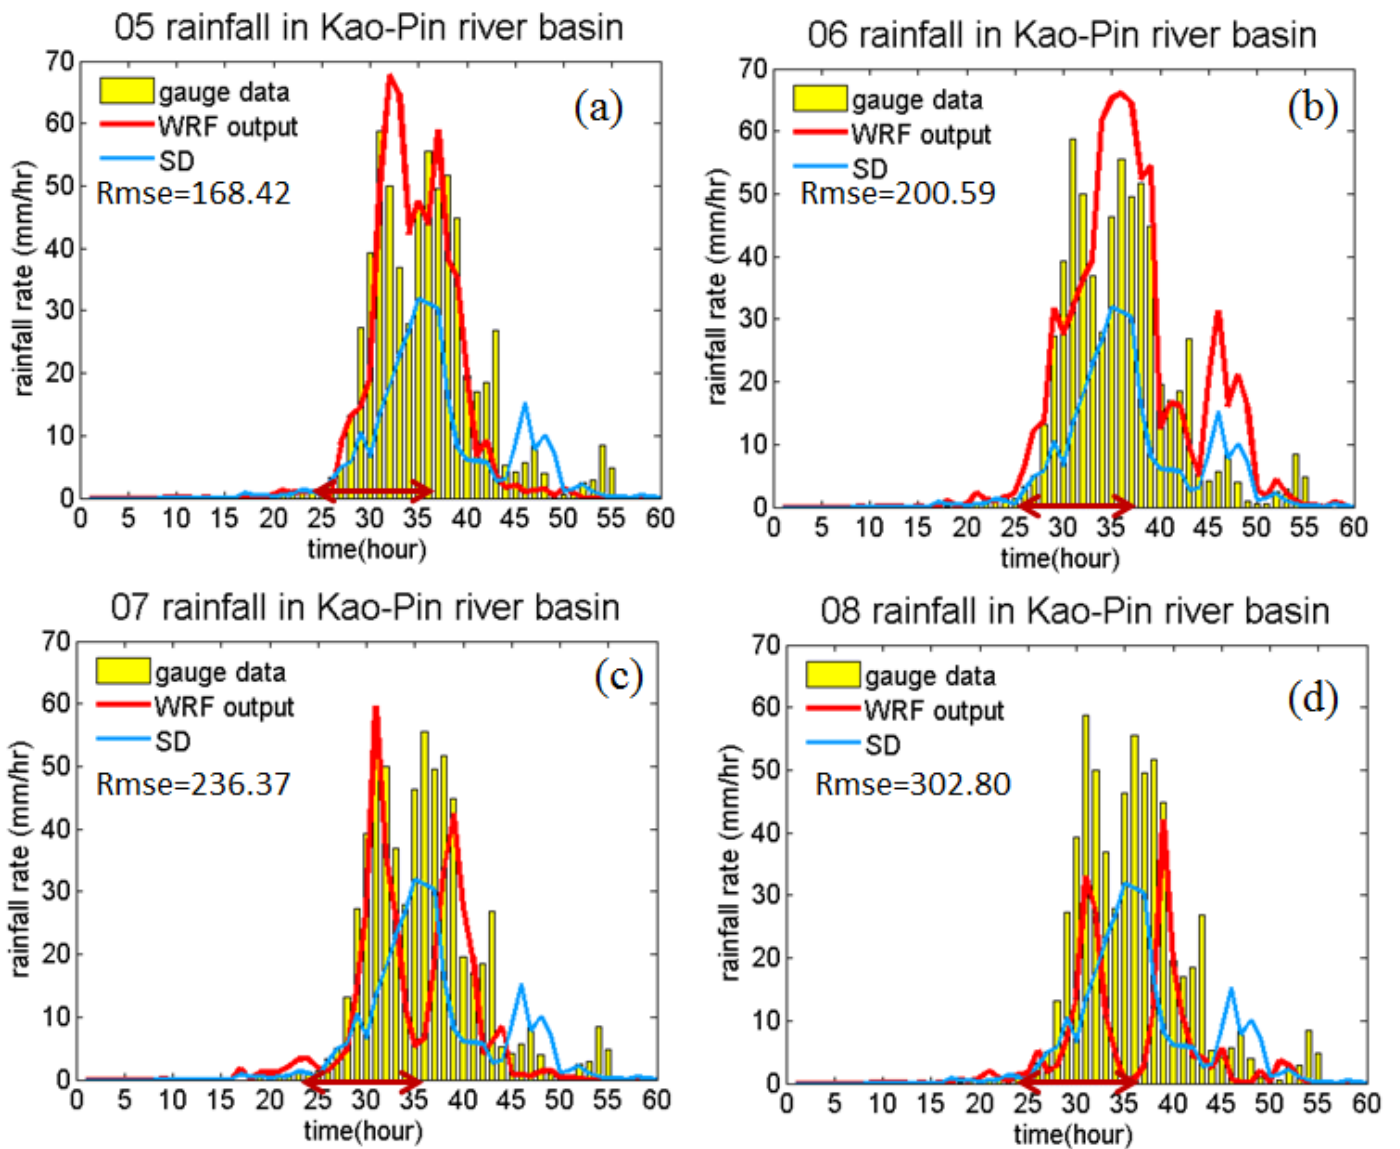 05 rainfall in Kao-Pin river basin
70
60
50
40
30
20
10
0
rainfall rate (mm/hr)
gauge data
WRF output
SD
Rmse=168.42
(a)
0 5 10 15 20 25 30 35 40 45 50 55 60
time(hour)
06 rainfall in Kao-Pin river basin
70
60
50
40
30
20
10
0
rainfall rate (mm/hr)
gauge data
WRF output
SD
Rmse=200.59
(b)
0 5 10 15 20 25 30 35 40 45 50 55 60
time(hour)
07 rainfall in Kao-Pin river basin
70
60
50
40
30
20
10
0
rainfall rate (mm/hr)
gauge data
WRF output
SD
Rmse=236.37
(c)
0 5 10 15 20 25 30 35 40 45 50 55 60
time(hour)
08 rainfall in Kao-Pin river basin
70
60
50
40
30
20
10
0
rainfall rate (mm/hr)
gauge data
WRF output
SD
Rmse=302.80
(d)
0 5 10 15 20 25 30 35 40 45 50 55 60
time(hour)